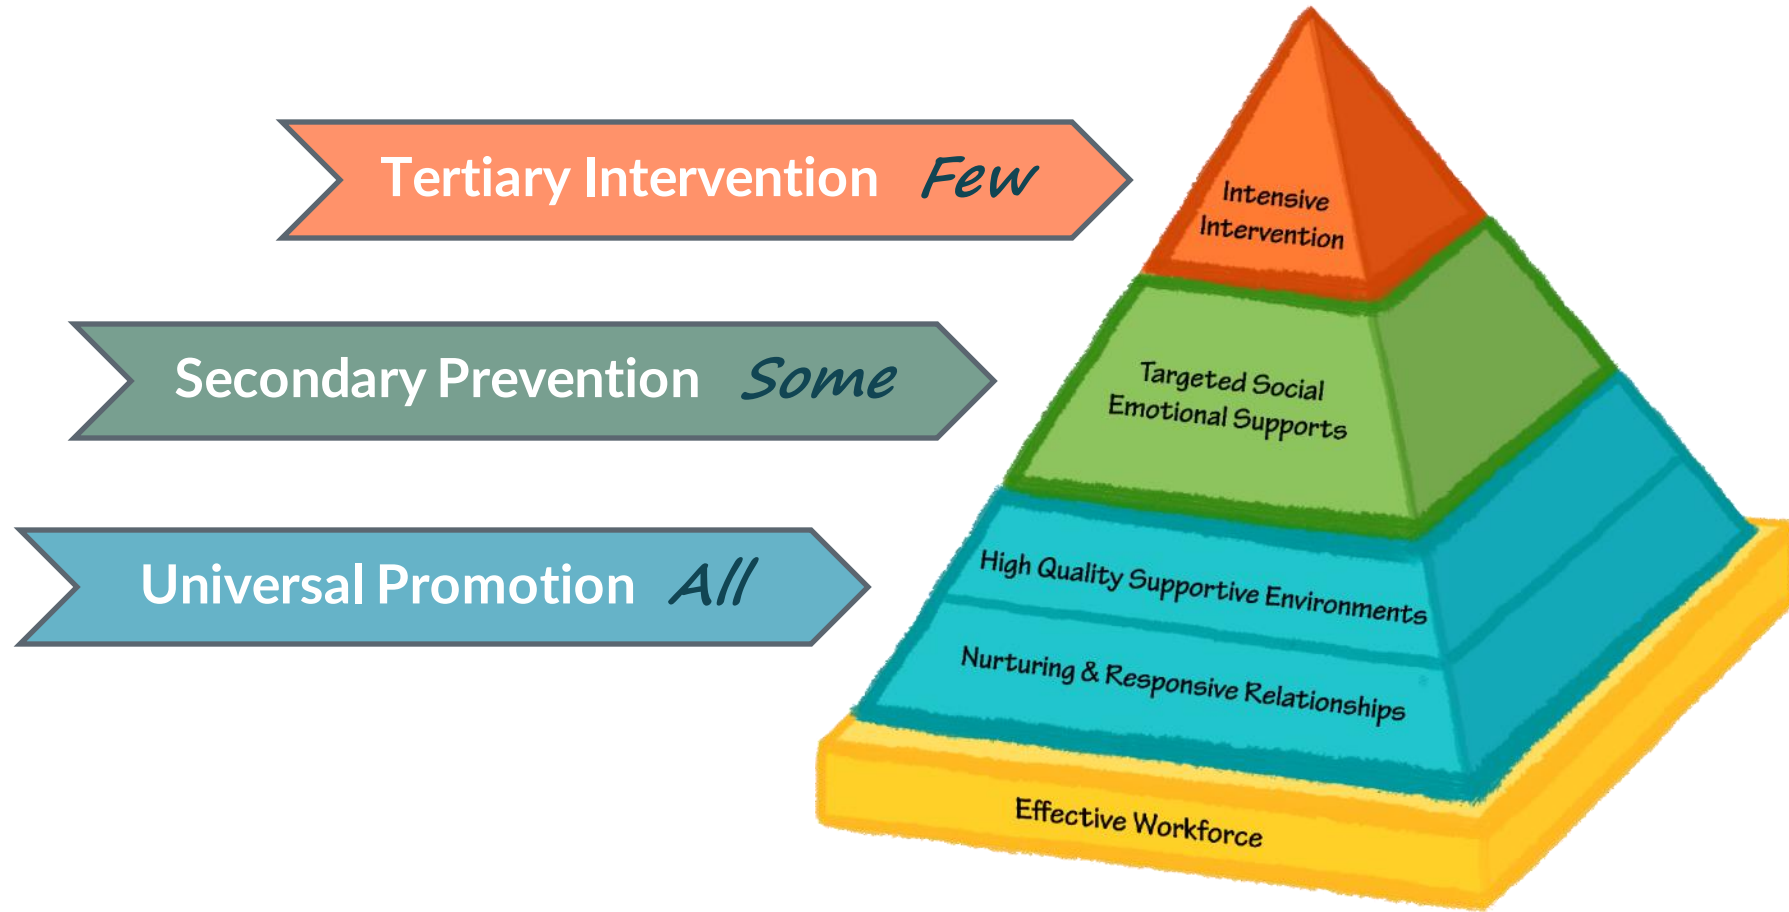 Tertiary Intervention Few
Intensive
Intervention
Secondary Prevention Some
Targeted Social
Emotional Supports
Universal Promotion All
High Quality Supportive Environments
Nurturing & Responsive Relationships
Effective Workforce